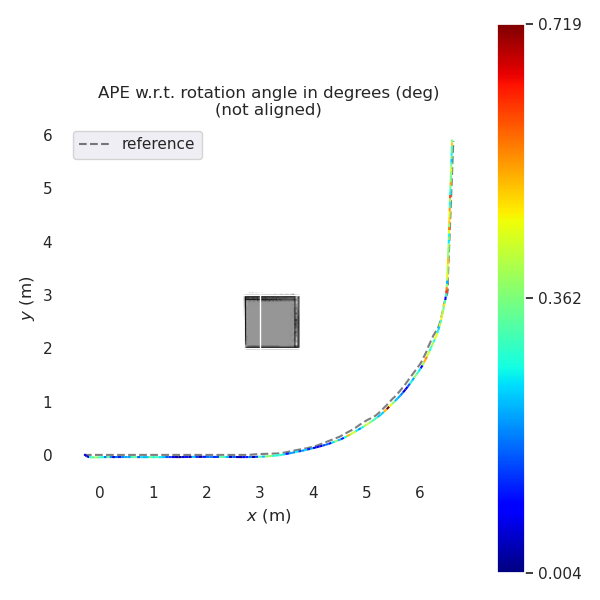 APE w.r.t. rotation angle in degrees (deg)
(not aligned)
reference
6
5
4
3
2
1
0
y (m)
0 1 2 3 4 5 6
x (m)
0.719
0.362
0.004